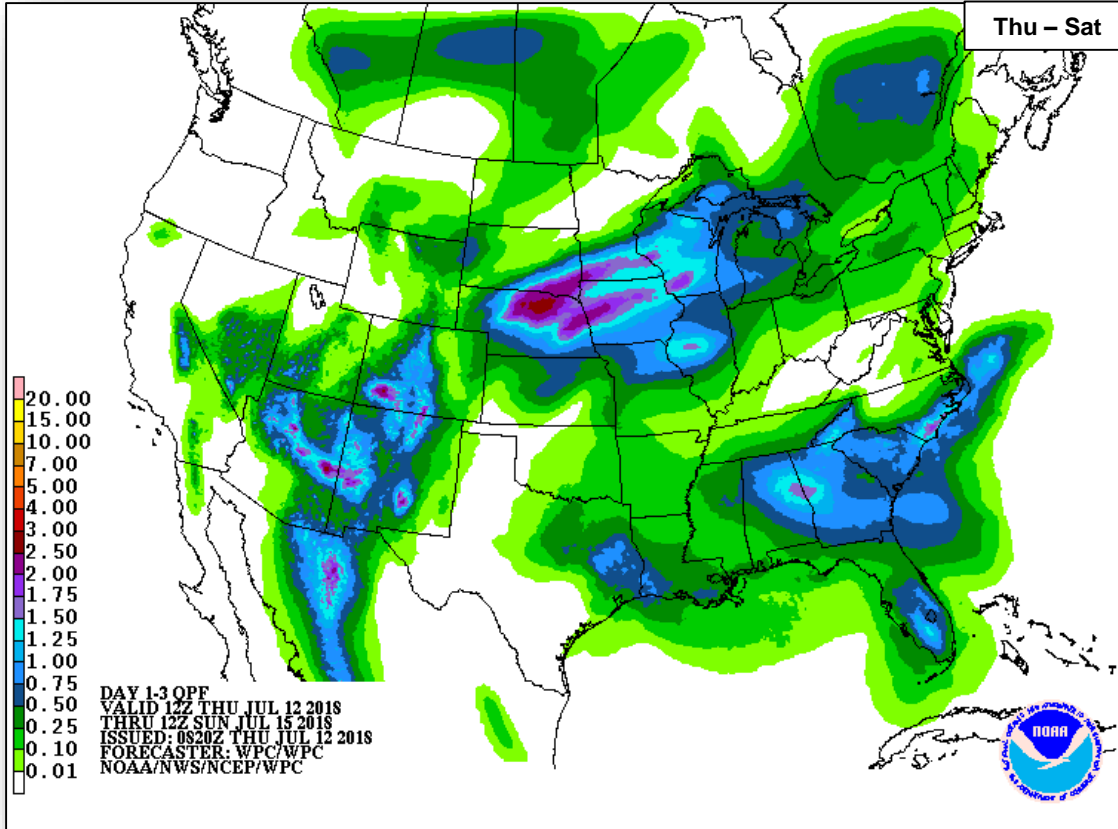 Thu – Sat
20.00
15.00
10.00
7.00
5.00
4.00
3.00
2.50
2.00
1.75
1.50
1.25
1.00
0.75
0.50
0.25
0.10
0.01
DAY 1-3 QPF
VALID 12Z THU JUL 12 2018
THRU 12Z SUN JUL 15 2018
ISSUED: 0820Z THU JUL 12 2018
FORECASTER: WPC/WPC
NOAA/NWS/NCEP/WPC
NOAA